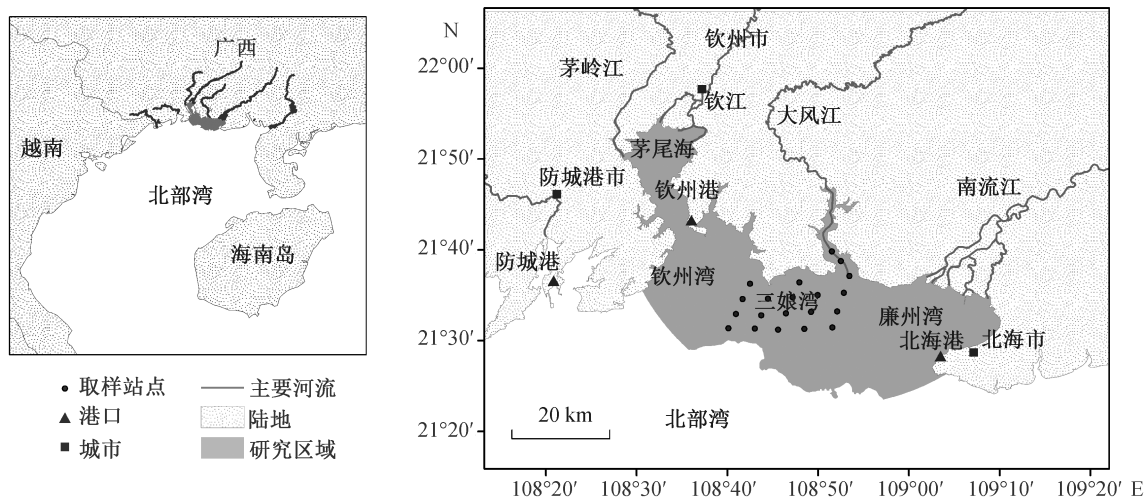 广西
越南
北部湾
海南岛
取样站点
主要河流
港口
陆地
城市
研究区域
N
22°00′
21°50′
21°40′
21°30′
21°20′
钦州市
茅岭江
钦江
大风江
茅尾海
防城港市
钦州港
南流江
防城港
钦州湾
三娘湾
廉州湾
北海港
北海市
20 km
北部湾
108°20′
108°30′
108°40′
108°50′
109°00′
109°10′
109°20′
E